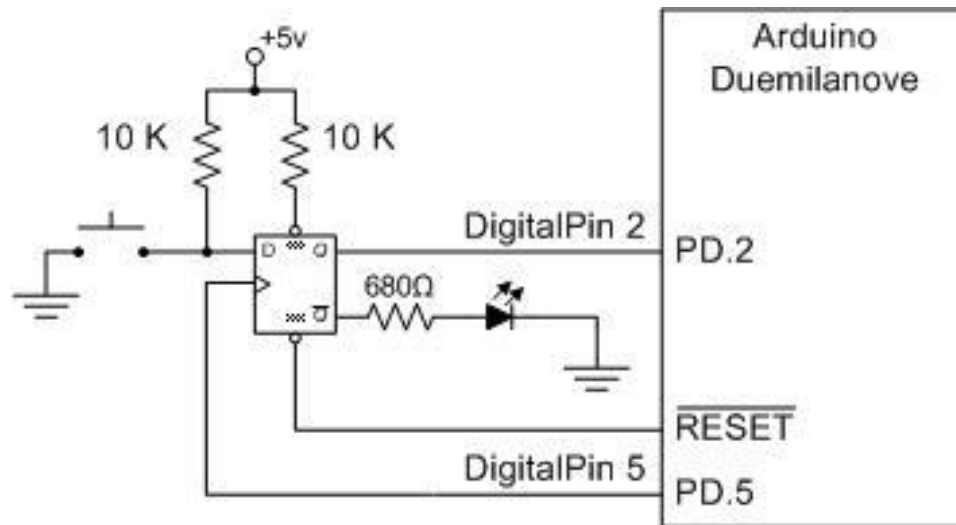 +5v
Arduino
Duemilanove
10 K
10 K
DigitalPin 2
PD.2
D
Q
680Ω
Q
RESET
DigitalPin 5
PD.5